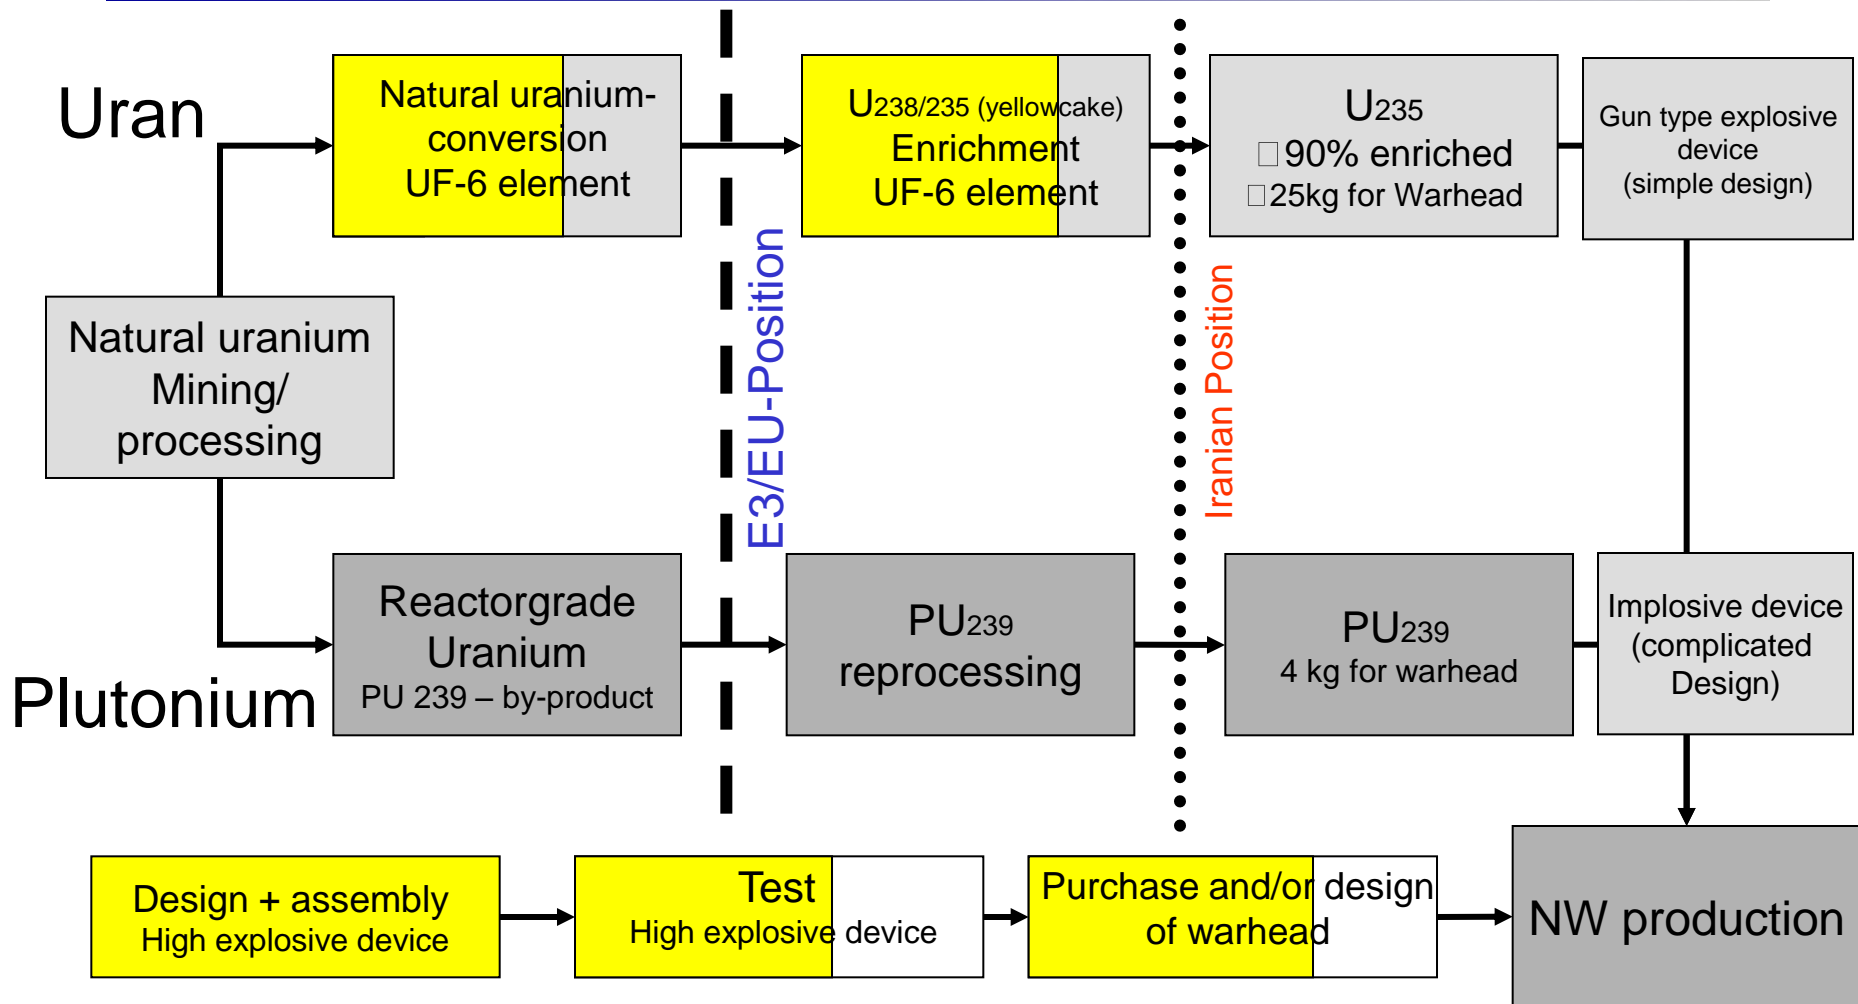 Uran
Natural uranium-
conversion
UF-6 element
U238/235 (yellowcake)
Enrichment
UF-6 element
U235
□90% enriched
□25kg for Warhead
Gun type explosive
device
(simple design)
Natural uranium
Mining/
processing
E3/EU-Position
Iranian Position
Plutonium
Reactorgrade
Uranium
PU 239 – by-product
PU239
reprocessing
PU239
4 kg for warhead
Implosive device
(complicated
Design)
Design + assembly
High explosive device
Test
High explosive device
Purchase and/or design
of warhead
NW production